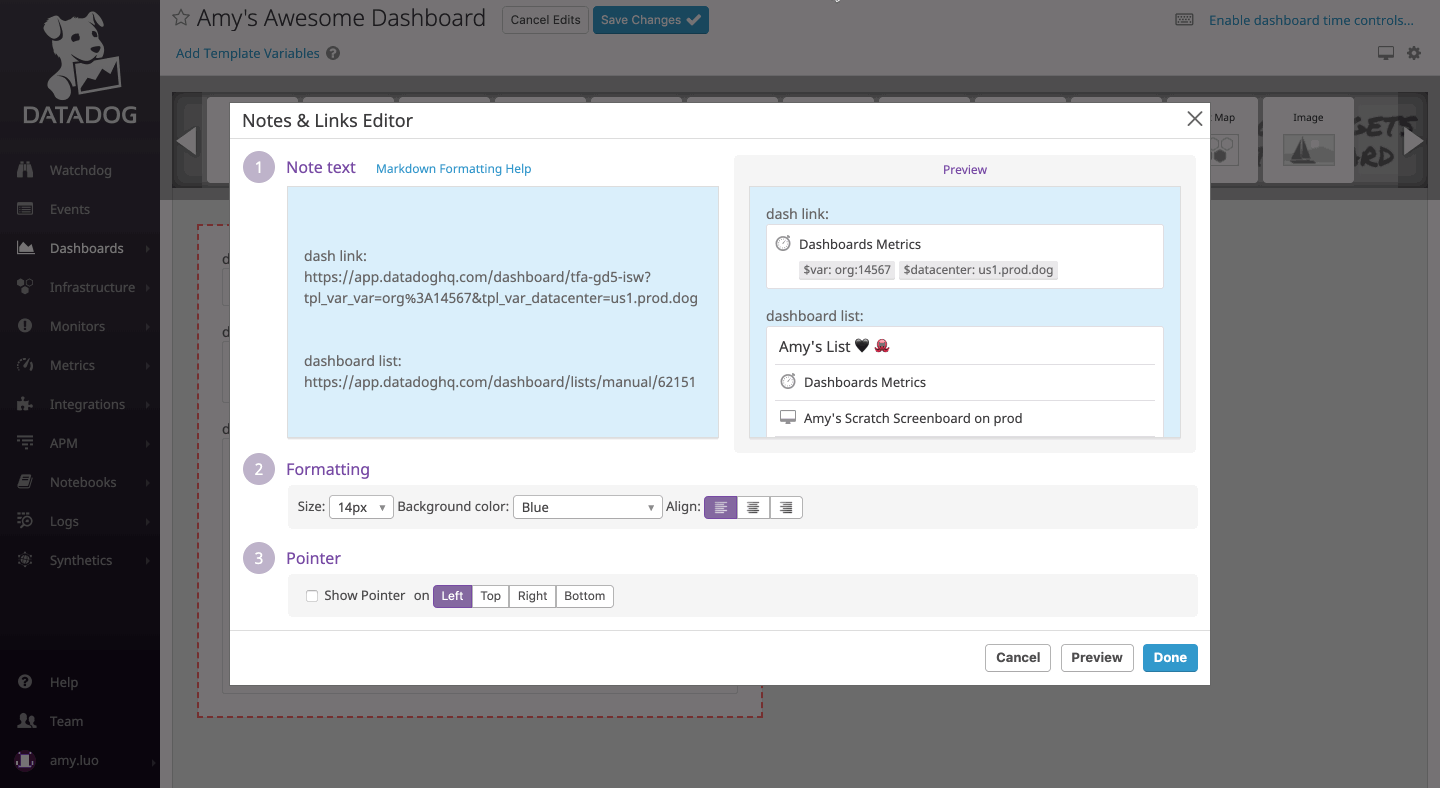 Amy's Awesome Dashboard
Cancel Edits
Save Changes
Enable dashboard time controls...
Add Template Variables
DATADOG
Watchdog
Events
Dashboards
Infrastructure
Monitors
Metrics
Integrations
APM
Notebooks
Logs
Synthetics
Help
Team
amy.luo
Map
Image
Notes & Links Editor
1
Note text
Markdown Formatting Help
dash link:
https://app.datadoghq.com/dashboard/tfa-gd5-isw?
tpl_var_var=org%3A14567&tpl_var_datacenter=us1.prod.dog
dashboard list:
https://app.datadoghq.com/dashboard/lists/manual/62151
Preview
dash link:
Dashboards Metrics
$var: org:14567 $datacenter: us1.prod.dog
dashboard list:
Amy's List
Dashboards Metrics
Amy's Scratch Screenboard on prod
2
Formatting
Size: 14px Background color: Blue Align:
3
Pointer
Show Pointer on Left Top Right Bottom
Cancel Preview Done